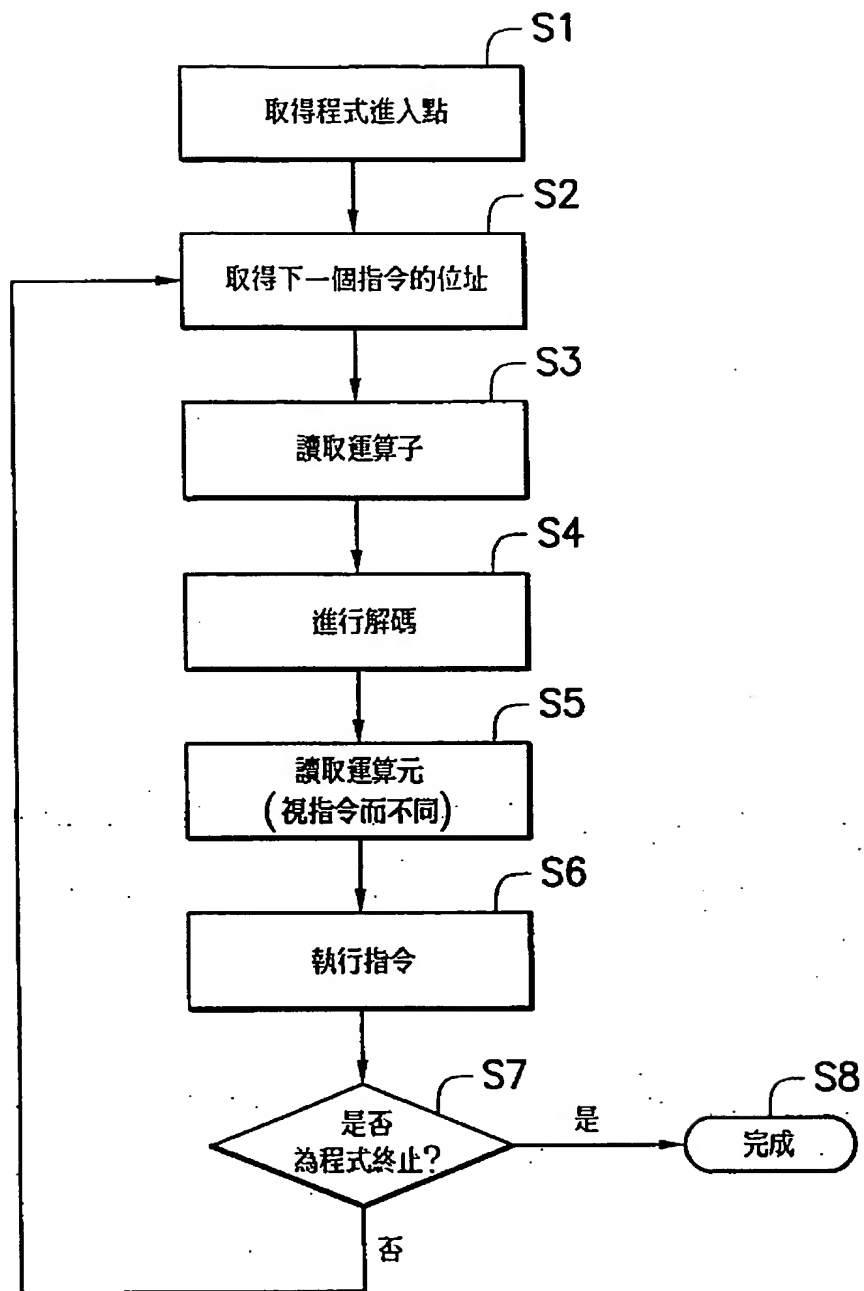 S1
取得程式進入點
S2
取得下一個指令的位址
S3
讀取運算子
S4
進行解碼
S5
讀取運算元
(視指令而不同)
S6
執行指令
S7
是否
為程式終止?
是
S8
完成
否